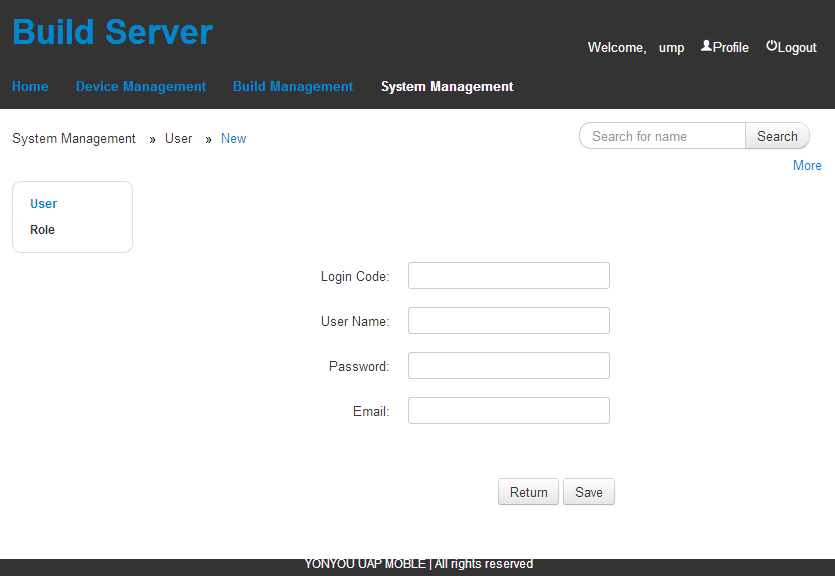 Build Server
Welcome, ump Profile Logout
Home Device Management Build Management System Management
System Management » User » New
Search for name Search
More
User
Role
Login Code:
User Name:
Password:
Email:
Return Save
YONYOU UAP MOBLE | All rights reserved